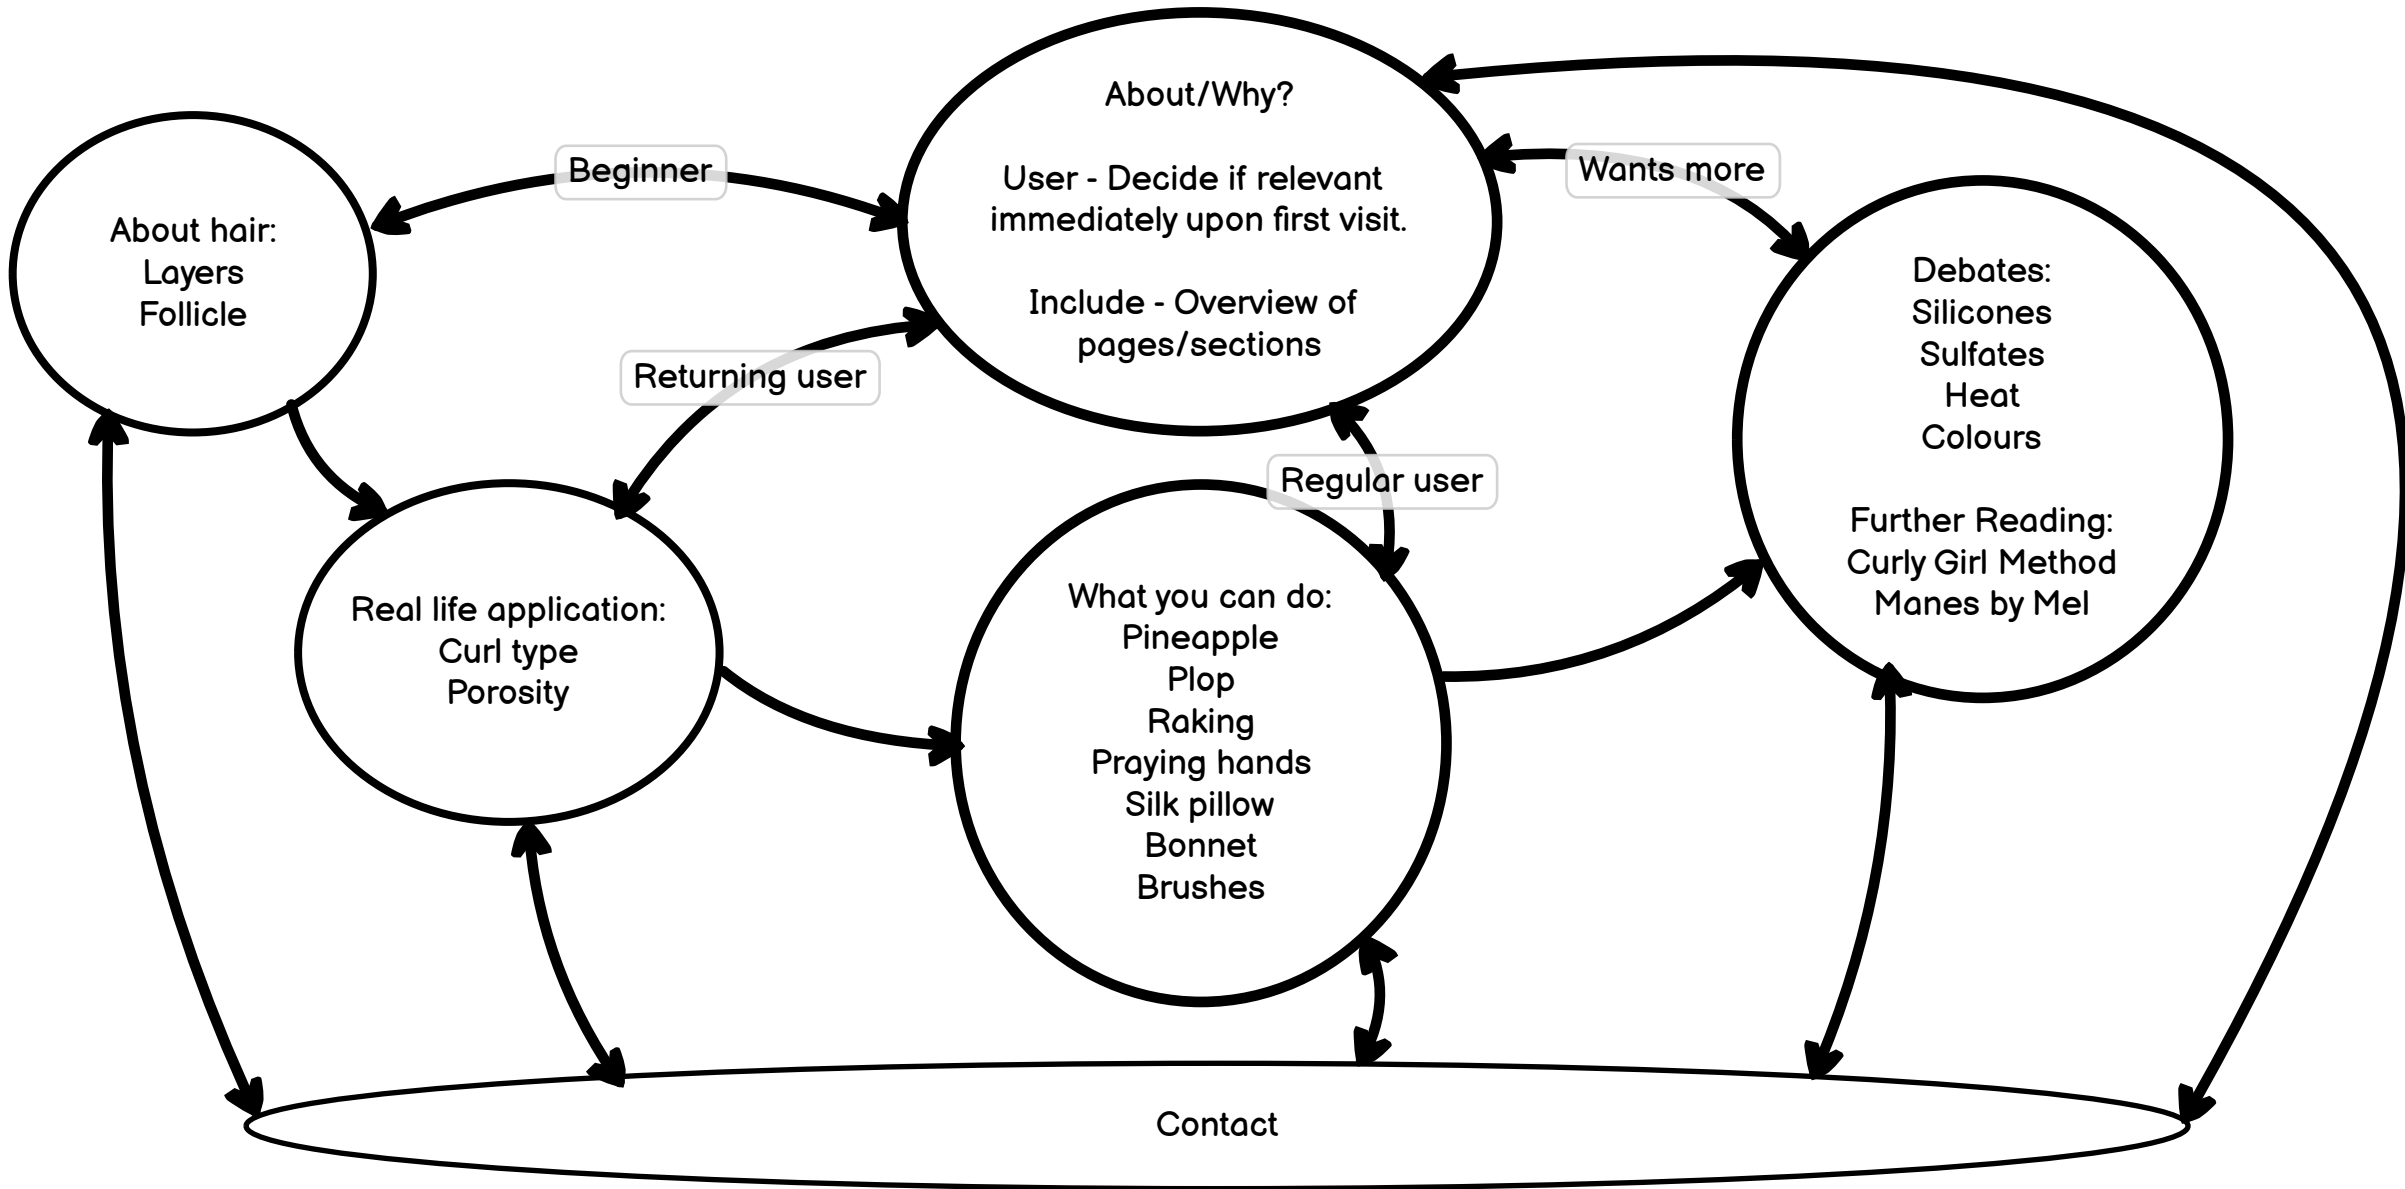 About/Why?
User - Decide if relevant
immediately upon first visit.
Include - Overview of
pages/sections
Beginner
Wants more
About hair:
Layers
Follicle
Returning user
Regular user
Debates:
Silicones
Sulfates
Heat
Colours
Further Reading:
Curly Girl Method
Manes by Mel
Real life application:
Curl type
Porosity
What you can do:
Pineapple
Plop
Raking
Praying hands
Silk pillow
Bonnet
Brushes
Contact